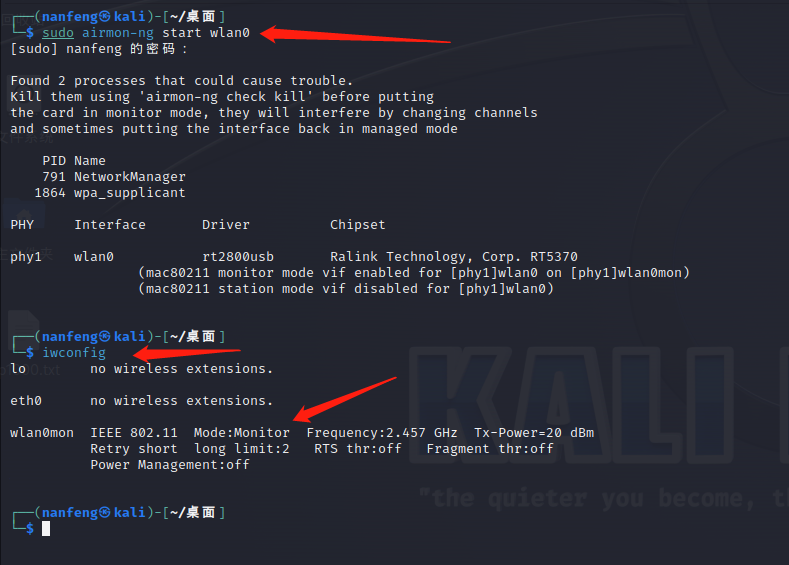 ┌──(nanfeng㉿kali)-[~/桌面]
└─$ sudo airmon-ng start wlan0
[sudo] nanfeng 的密码：
Found 2 processes that could cause trouble.
Kill them using 'airmon-ng check kill' before putting
the card in monitor mode, they will interfere by changing channels
and sometimes putting the interface back in managed mode
PID Name
791 NetworkManager
1864 wpa_supplicant
PHY Interface Driver Chipset
phy1 wlan0 rt2800usb Ralink Technology, Corp. RT5370
(mac80211 monitor mode vif enabled for [phy1]wlan0 on [phy1]wlan0mon)
(mac80211 station mode vif disabled for [phy1]wlan0)
┌──(nanfeng㉿kali)-[~/桌面]
└─$ iwconfig
lo no wireless extensions.
eth0 no wireless extensions.
wlan0mon IEEE 802.11 Mode:Monitor Frequency:2.457 GHz Tx-Power=20 dBm
Retry short long limit:2 RTS thr:off Fragment thr:off
Power Management:off
KALI
"the quieter you become,
┌──(nanfeng㉿kali)-[~/桌面]
└─$